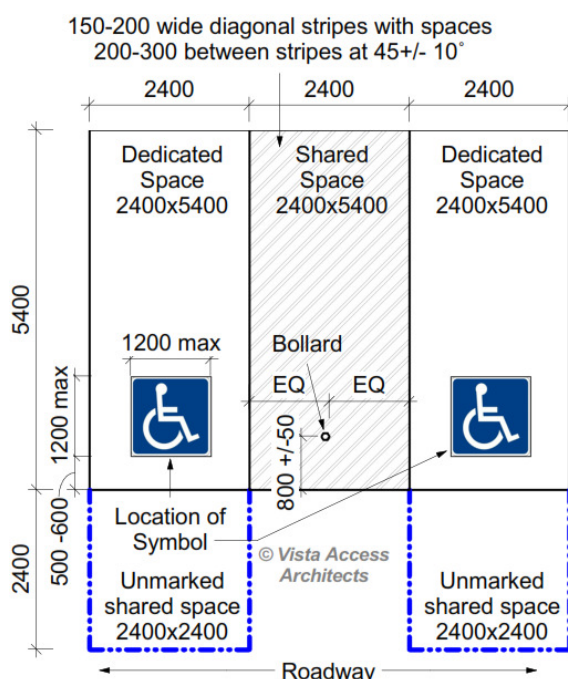 150-200 wide diagonal stripes with spaces
200-300 between stripes at 45+/- 10˚
2400
2400
2400
Dedicated
Space
2400x5400
Shared
Space
2400x5400
Dedicated
Space
2400x5400
5400
1200 max
Bollard
EQ
EQ
1200 max
800 +/-50
500 -600
2400
Location of
Symbol
© Vista Access
Architects
Unmarked
shared space
2400x2400
Unmarked
shared space
2400x2400
Roadway